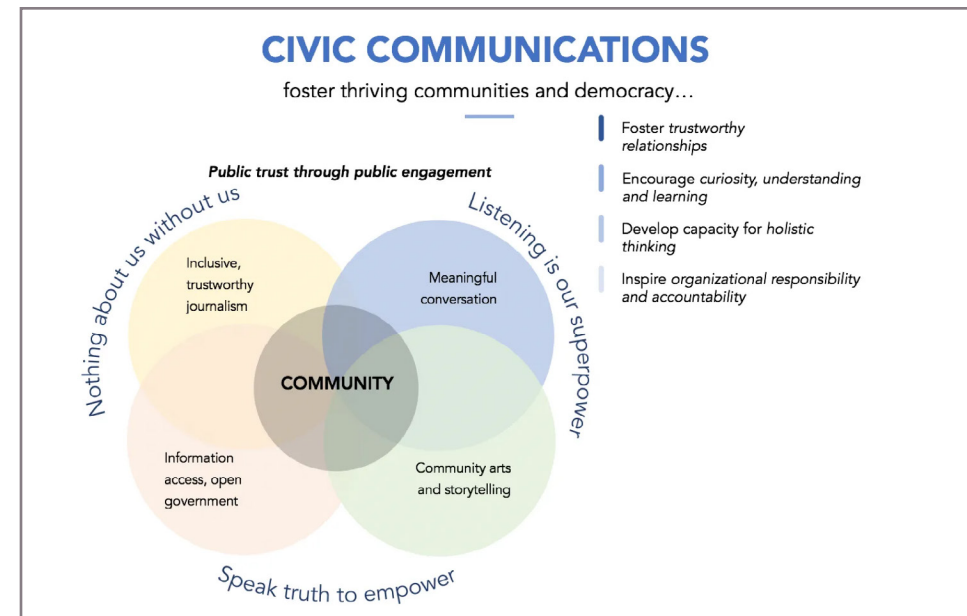 CIVIC COMMUNICATIONS
foster thriving communities and democracy...
Public trust through public engagement
Nothing about us without us
Listening is our superpower
Inclusive,
trustworthy
journalism
Meaningful
conversation
COMMUNITY
Information
access, open
government
Community arts
and storytelling
Speak truth to empower
Foster trustworthy
relationships
Encourage curiosity, understanding
and learning
Develop capacity for holistic
thinking
Inspire organizational responsibility
and accountability